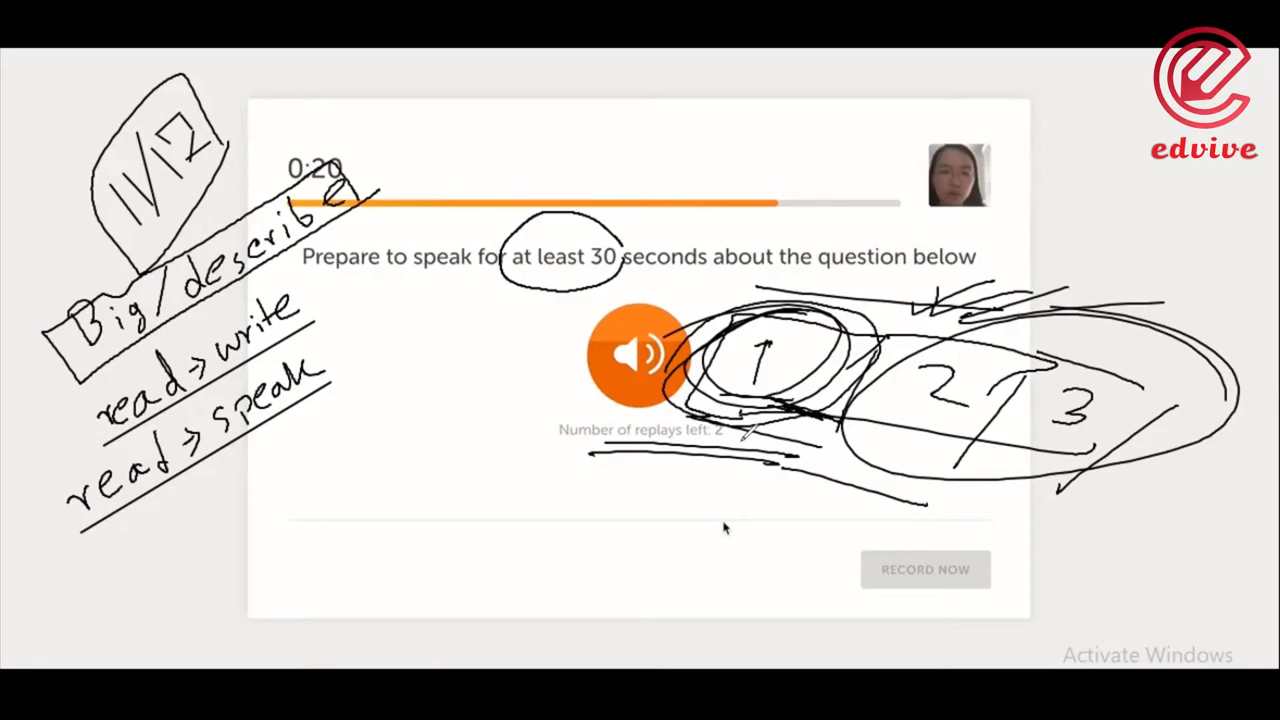 edvive
11/12
0:20
Big/describe
Prepare to speak for at least 30 seconds about the question below
read → write
1
2
3
read → speak
Number of replays left: 2
RECORD NOW
Activate Windows